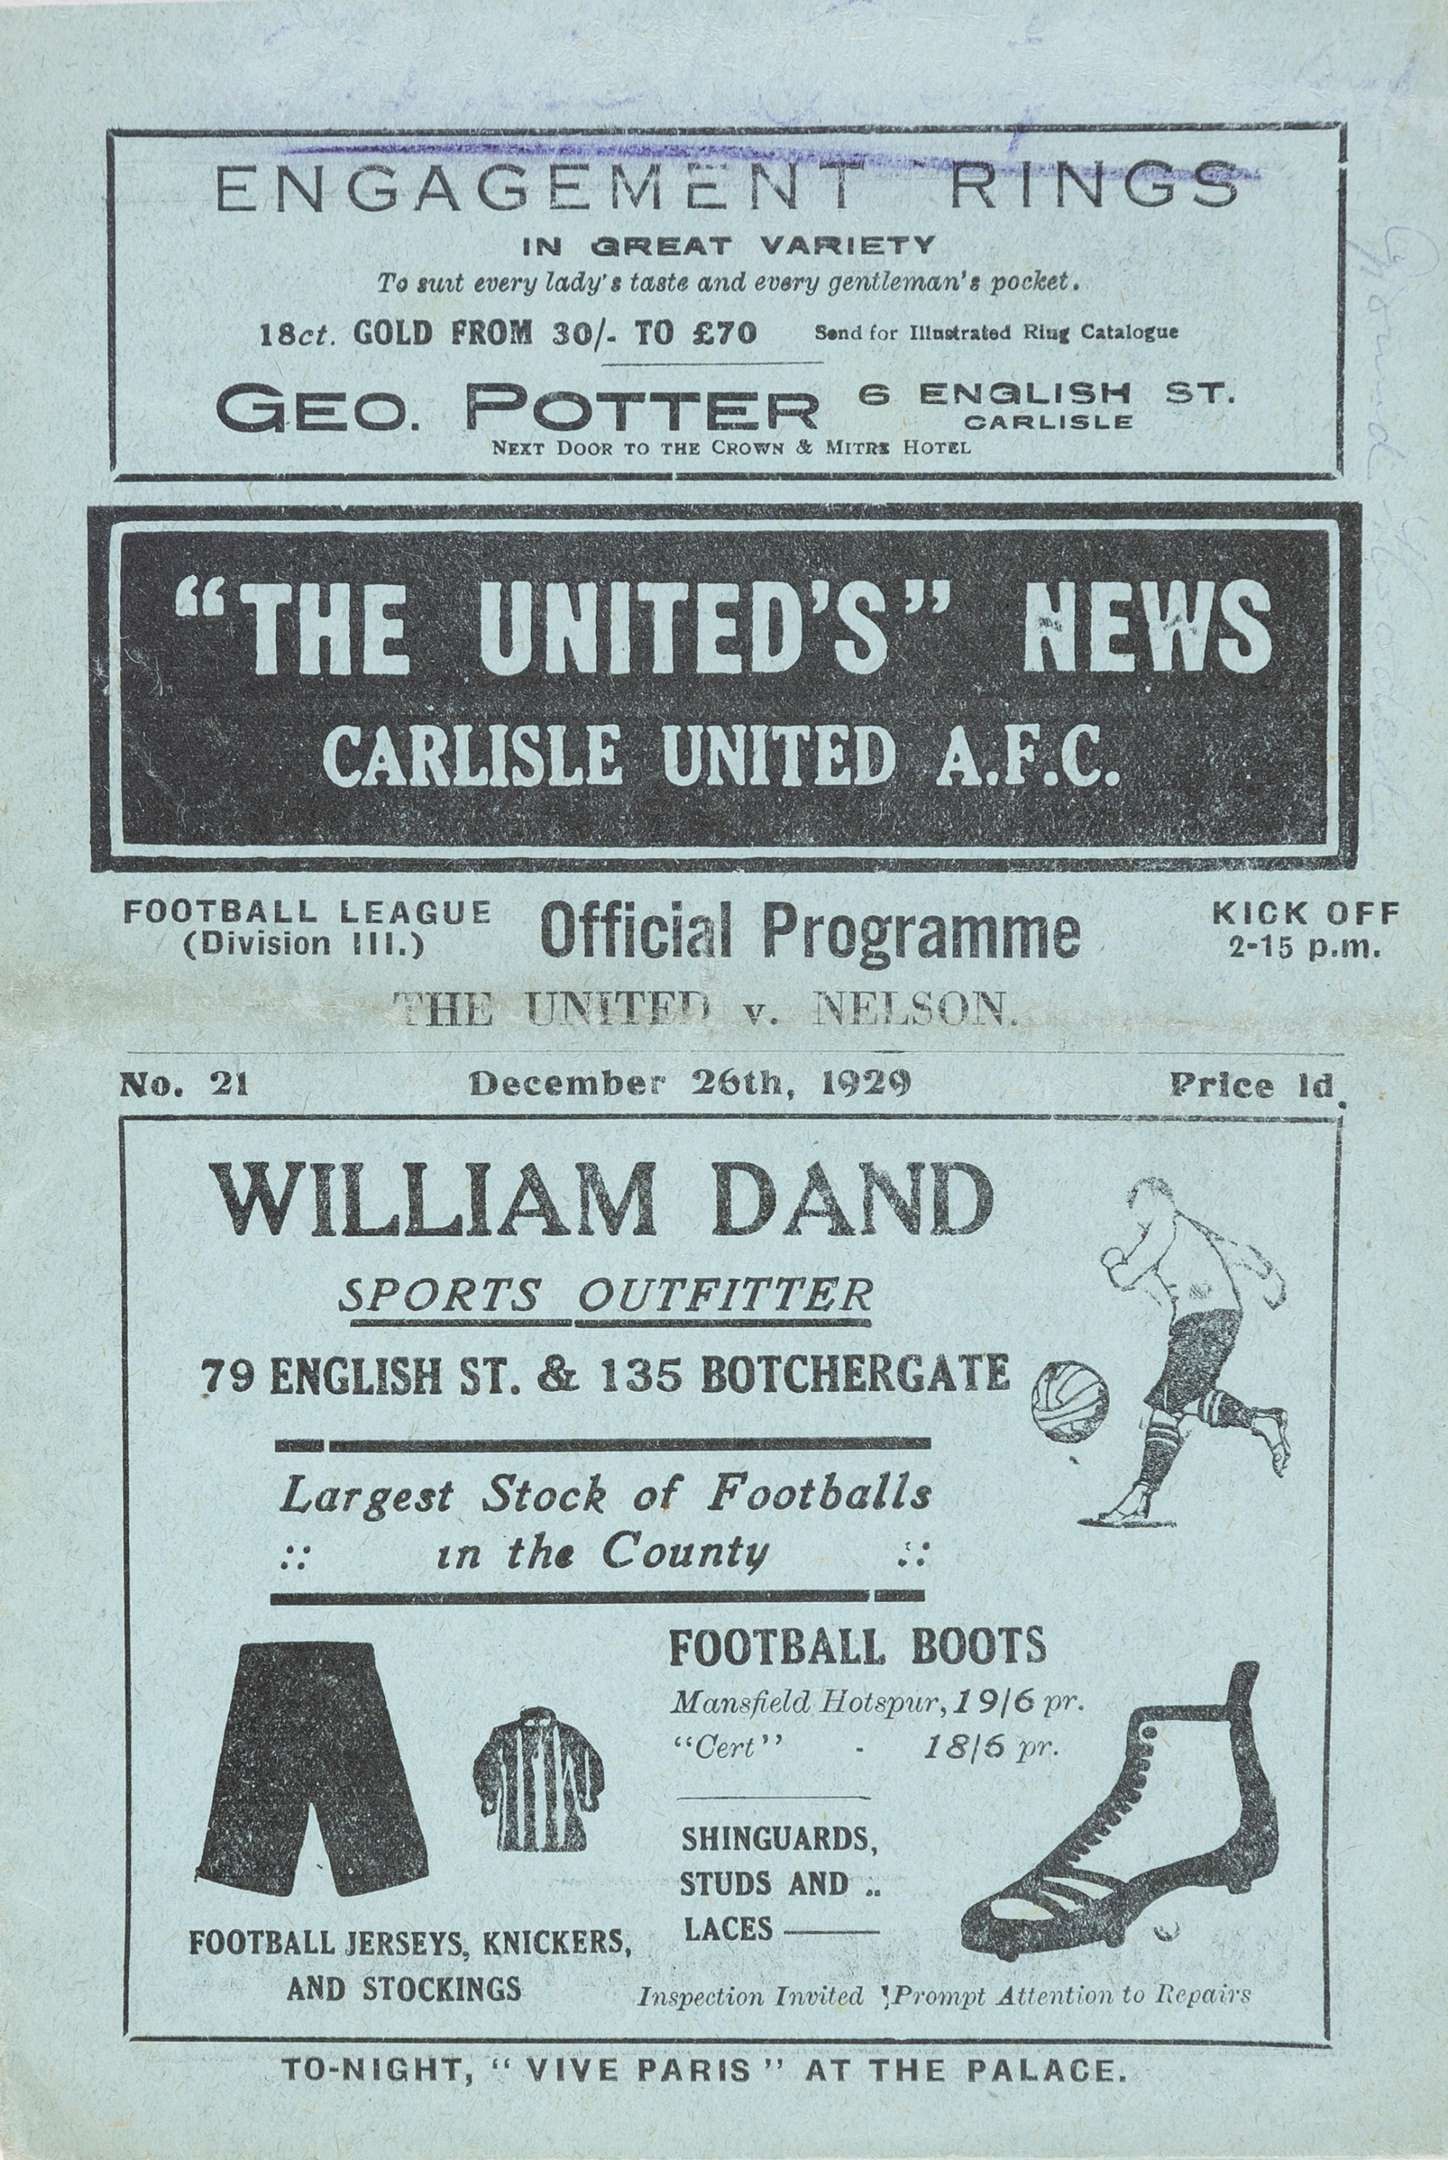 ENGAGEMENT RINGS
IN GREAT VARIETY
To suit every lady's taste and every gentleman's pocket.
18ct. GOLD FROM 30/- TO £70 Send for Illustrated Ring Catalogue
GEO. POTTER 6 ENGLISH ST.
CARLISLE
NEXT DOOR TO THE CROWN & MITRE HOTEL
"THE UNITED'S" NEWS
CARLISLE UNITED A.F.C.
FOOTBALL LEAGUE Official Programme KICK OFF
(Division III.) 2-15 p.m.
THE UNITED v. NELSON.
No. 21 December 26th, 1929 Price 1d.
WILLIAM DAND
SPORTS OUTFITTER
79 ENGLISH ST. & 135 BOTCHERGATE
Largest Stock of Footballs
:: in the County ::
FOOTBALL BOOTS
Mansfield Hotspur, 19/6 pr.
"Cert" - 18/6 pr.
SHINGUARDS,
STUDS AND ..
LACES
FOOTBALL JERSEYS, KNICKERS,
AND STOCKINGS
Inspection Invited Prompt Attention to Repairs
TO-NIGHT, "VIVE PARIS" AT THE PALACE.